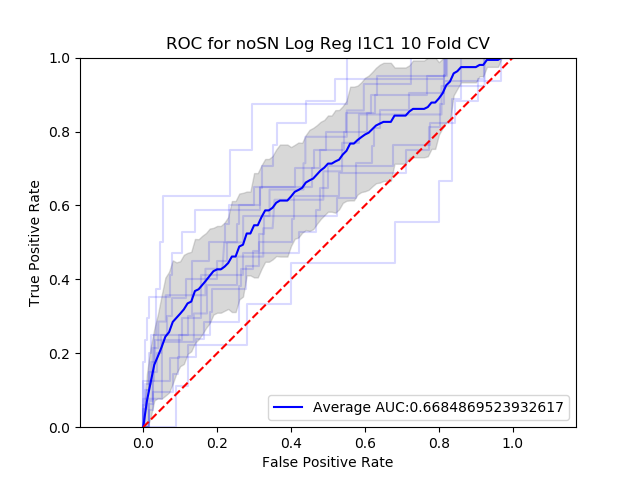 ROC for noSN Log Reg l1C1 10 Fold CV
True Positive Rate
1.0
0.8
0.6
0.4
0.2
0.0
Average AUC:0.6684869523932617
0.0 0.2 0.4 0.6 0.8 1.0
False Positive Rate